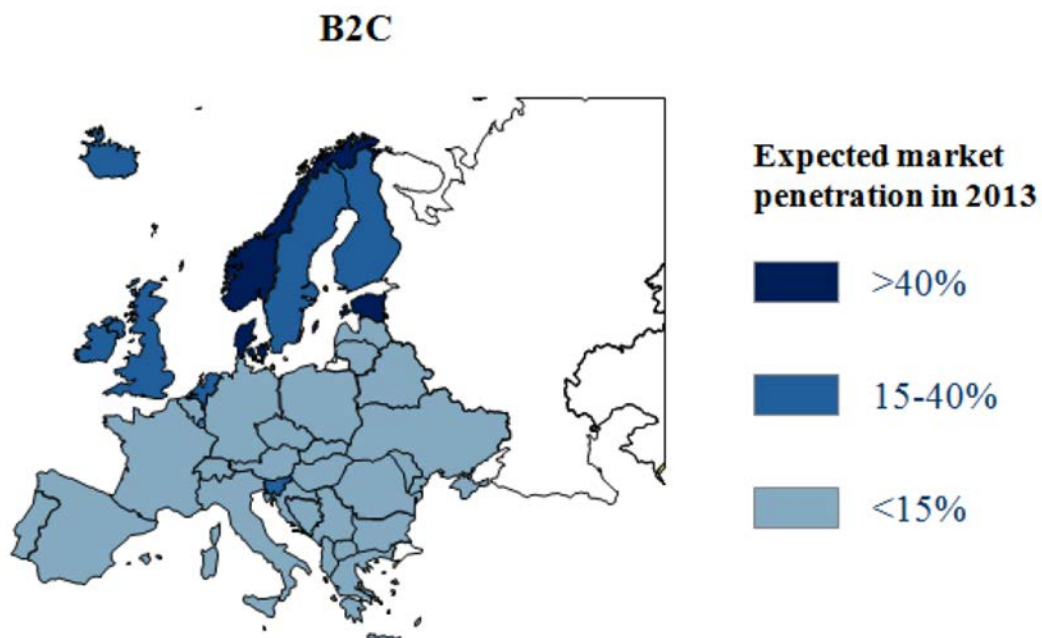 B2C
Expected market
penetration in 2013
>40%
15-40%
<15%